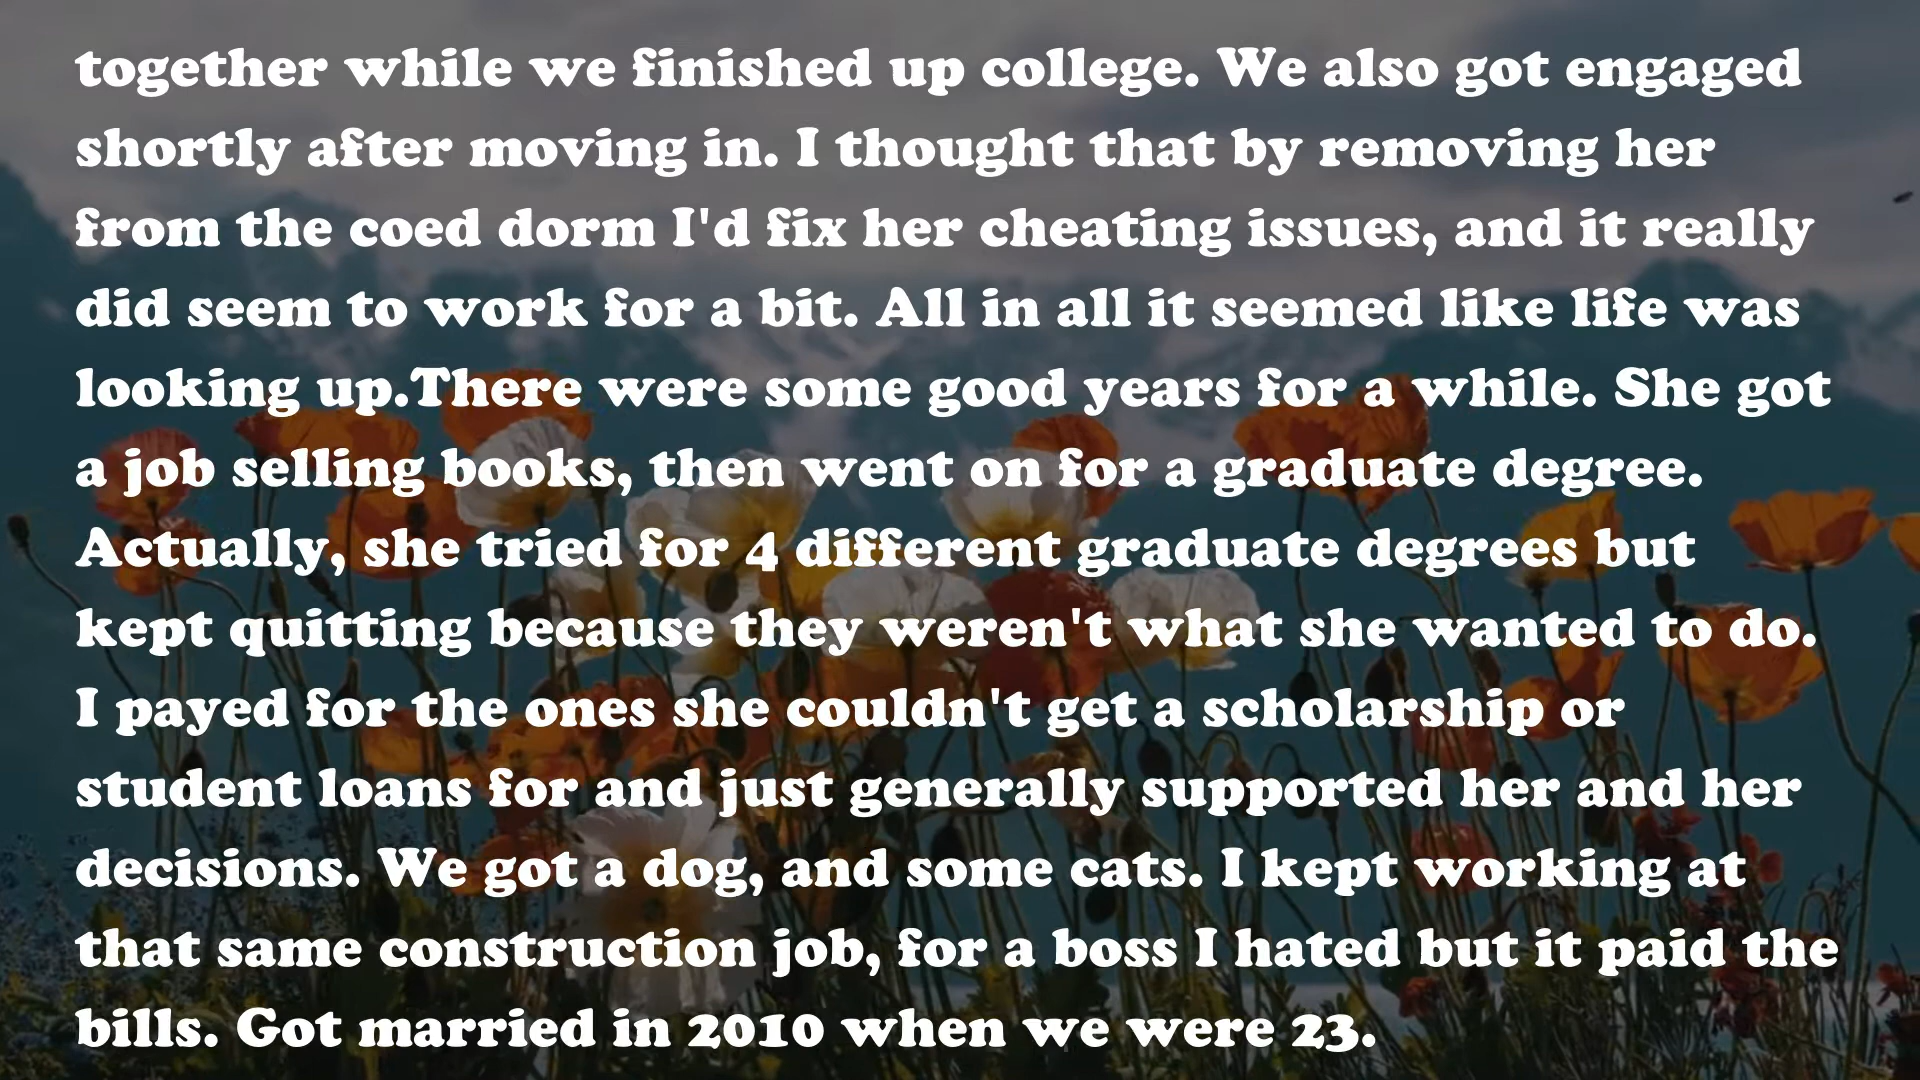 together while we finished up college. We also got engaged
shortly after moving in. I thought that by removing her
from the coed dorm I'd fix her cheating issues, and it really
did seem to work for a bit. All in all it seemed like life was
looking up.There were some good years for a while. She got
a job selling books, then went on for a graduate degree.
Actually, she tried for 4 different graduate degrees but
kept quitting because they weren't what she wanted to do.
I payed for the ones she couldn't get a scholarship or
student loans for and just generally supported her and her
decisions. We got a dog, and some cats. I kept working at
that same construction job, for a boss I hated but it paid the
bills. Got married in 2010 when we were 23.